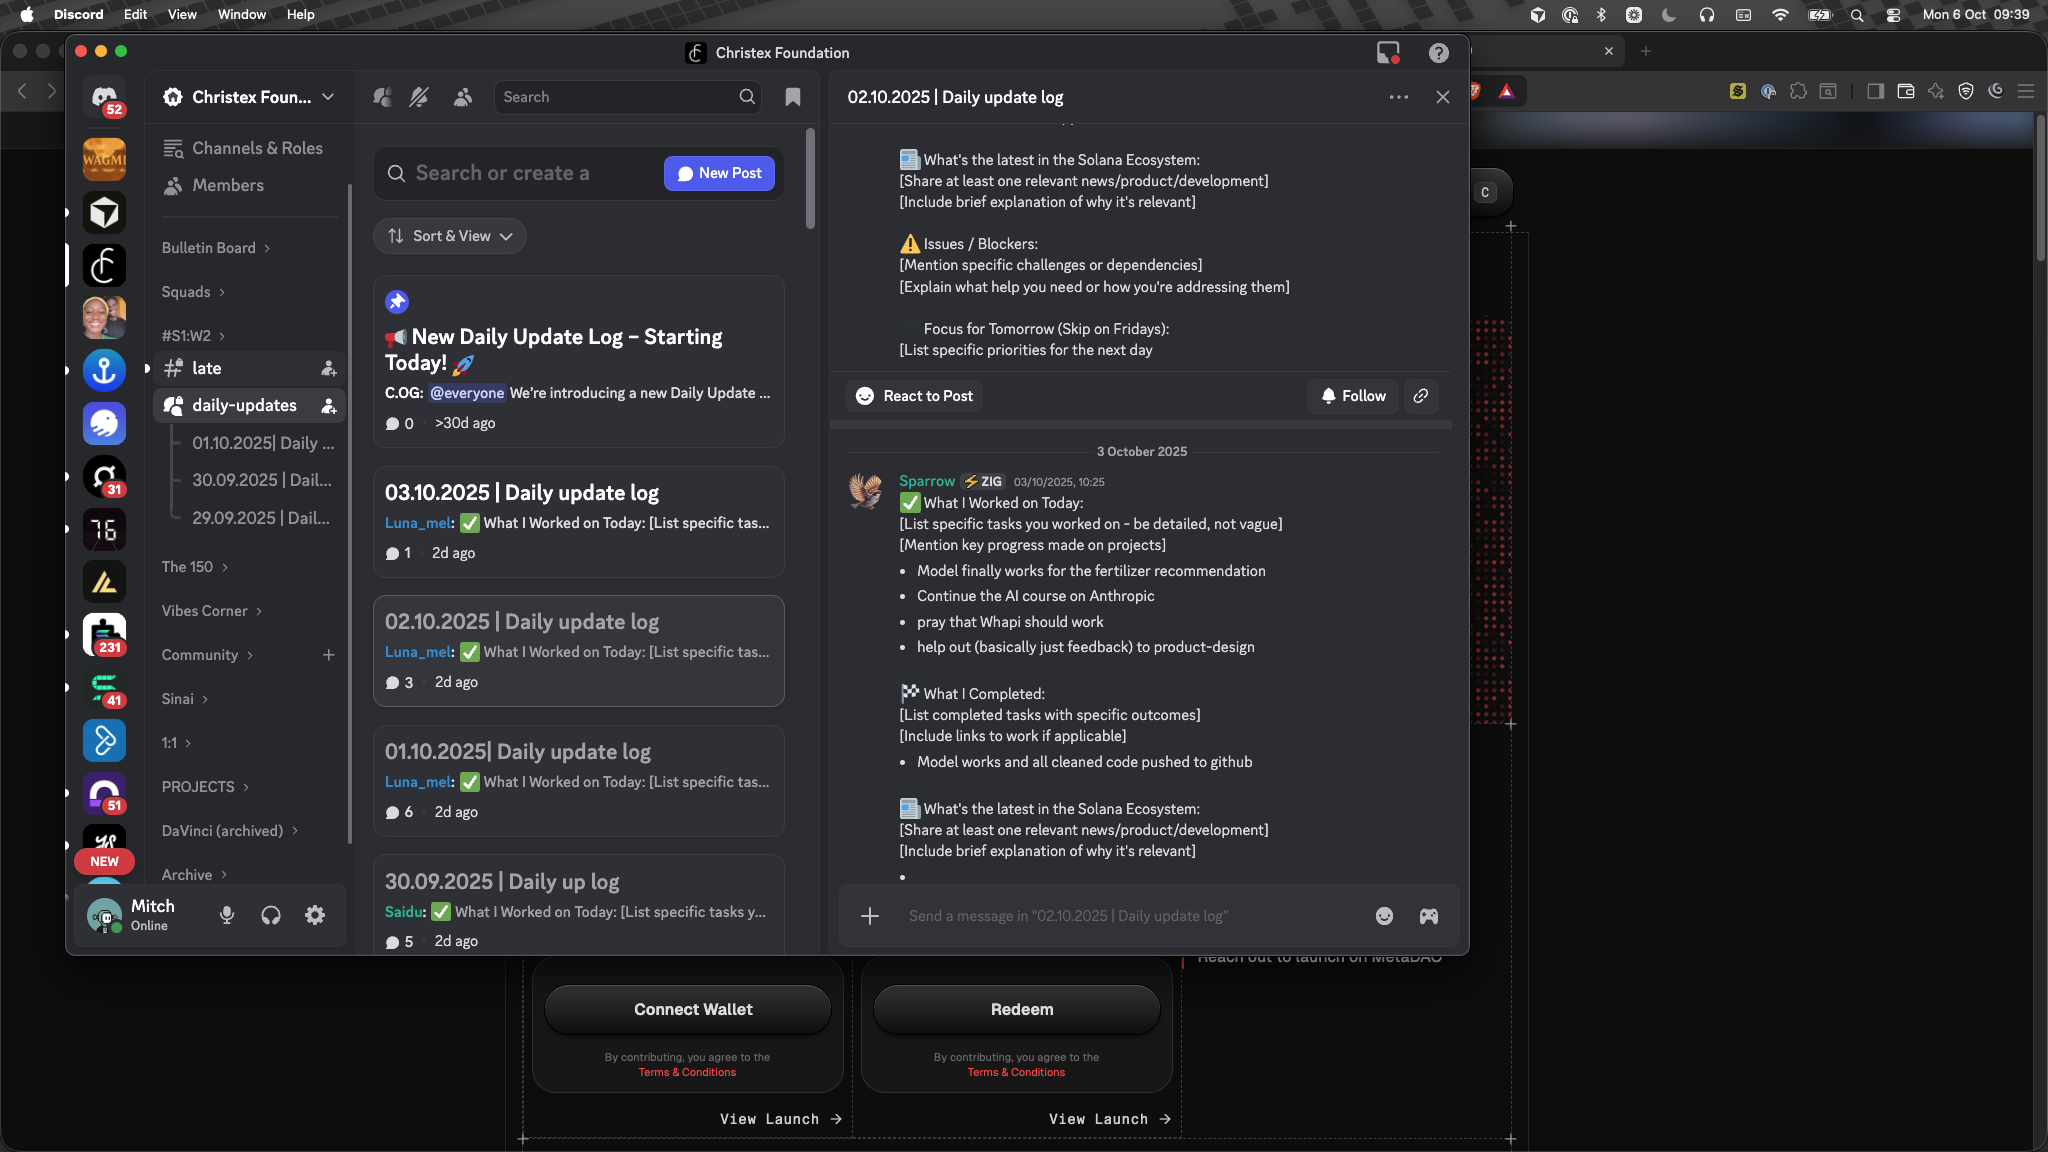 Discord Edit View Window Help
Mon 6 Oct 09:39
Christex Foundation
52
WAGMI
31
76
231
41
51
NEW
Christex Foun...
Channels & Roles
Members
Bulletin Board
Squads
#S1:W2
late
daily-updates
01.10.2025| Daily ...
30.09.2025 | Dail...
29.09.2025 | Dail...
The 150
Vibes Corner
Community
Sinai
1:1
PROJECTS
DaVinci (archived)
Archive
Mitch
Online
Search
Search or create a
New Post
Sort & View
📢 New Daily Update Log – Starting
Today! 🚀
C.OG: @everyone We're introducing a new Daily Update ...
0 >30d ago
03.10.2025 | Daily update log
Luna_mel: ✅ What I Worked on Today: [List specific tas...
1 2d ago
02.10.2025 | Daily update log
Luna_mel: ✅ What I Worked on Today: [List specific tas...
3 2d ago
01.10.2025| Daily update log
Luna_mel: ✅ What I Worked on Today: [List specific tas...
6 2d ago
30.09.2025 | Daily up log
Saidu: ✅ What I Worked on Today: [List specific tasks y...
5 2d ago
02.10.2025 | Daily update log
📰 What's the latest in the Solana Ecosystem:
[Share at least one relevant news/product/development]
[Include brief explanation of why it's relevant]
⚠️ Issues / Blockers:
[Mention specific challenges or dependencies]
[Explain what help you need or how you're addressing them]
Focus for Tomorrow (Skip on Fridays):
[List specific priorities for the next day
React to Post
Follow
3 October 2025
Sparrow ⚡ZIG 03/10/2025, 10:25
✅ What I Worked on Today:
[List specific tasks you worked on - be detailed, not vague]
[Mention key progress made on projects]
• Model finally works for the fertilizer recommendation
• Continue the AI course on Anthropic
• pray that Whapi should work
• help out (basically just feedback) to product-design
🏁 What I Completed:
[List completed tasks with specific outcomes]
[Include links to work if applicable]
• Model works and all cleaned code pushed to github
📰 What's the latest in the Solana Ecosystem:
[Share at least one relevant news/product/development]
[Include brief explanation of why it's relevant]
•
Send a message in "02.10.2025 | Daily update log"
C
Reach out to launch on MetaDAO
Connect Wallet
By contributing, you agree to the
Terms & Conditions
View Launch →
Redeem
By contributing, you agree to the
Terms & Conditions
View Launch →